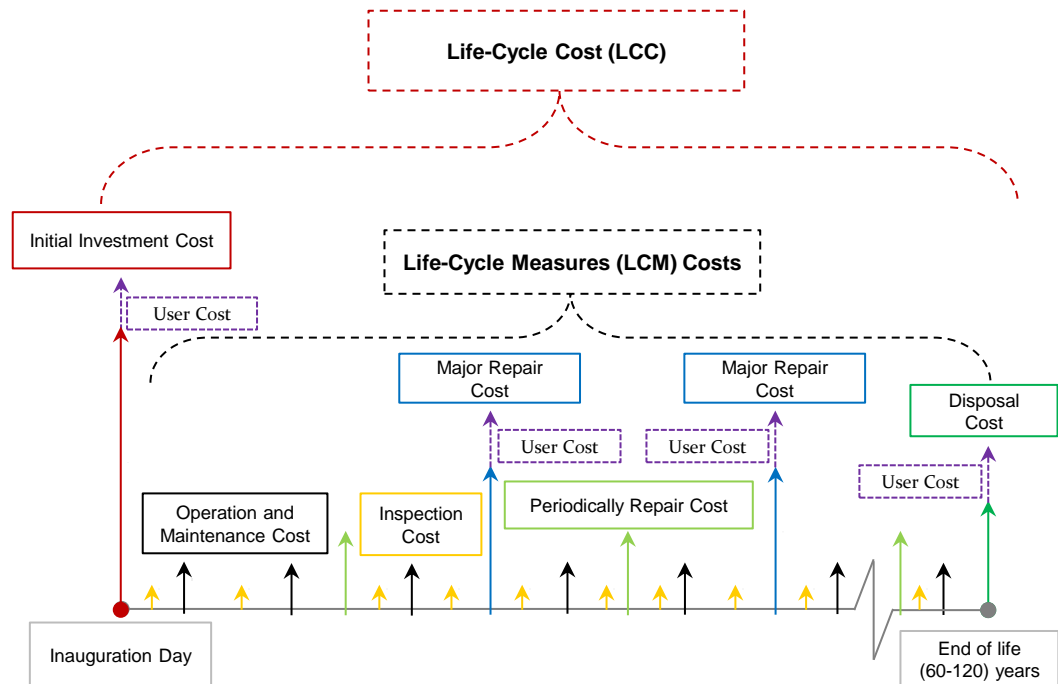 Life-Cycle Cost (LCC)
Initial Investment Cost
Life-Cycle Measures (LCM) Costs
User Cost
Major Repair
Cost
Major Repair
Cost
Disposal
Cost
User Cost
User Cost
User Cost
Operation and
Maintenance Cost
Inspection
Cost
Periodically Repair Cost
Inauguration Day
End of life
(60-120) years